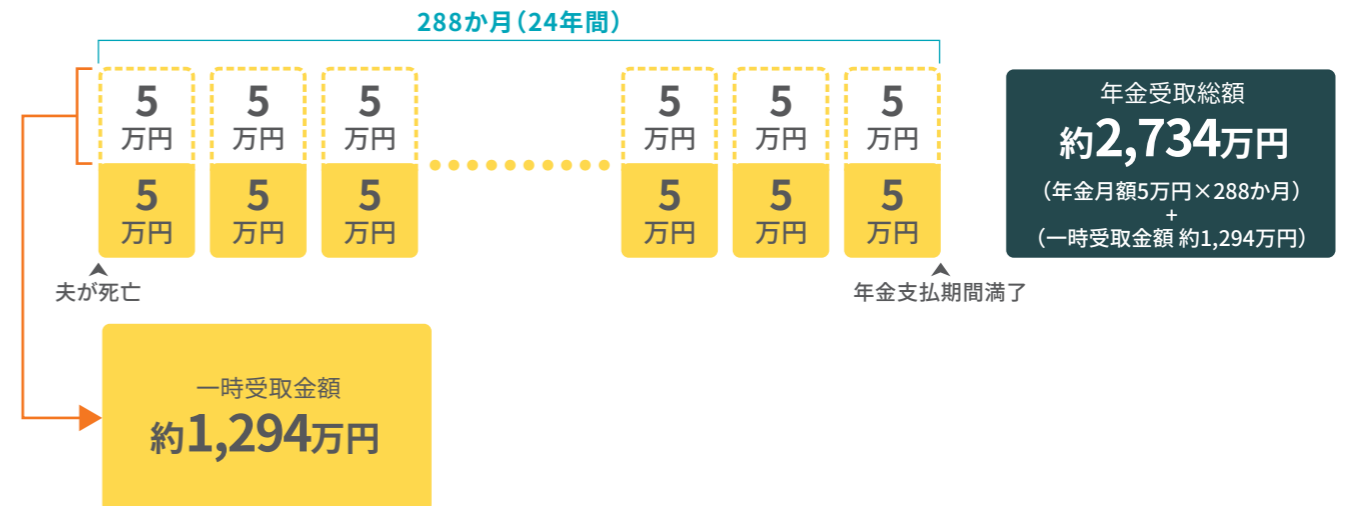 288か月（24年間）
5 5 5 5 5 5
万円 万円 万円 万円 万円 万円
5 5 5 5 5 5
万円 万円 万円 万円 万円 万円
夫が死亡
年金支払期間満了
年金受取総額
約2,734万円
（年金月額5万円×288か月）
+
（一時受取金額 約1,294万円）
一時受取金額
約1,294万円